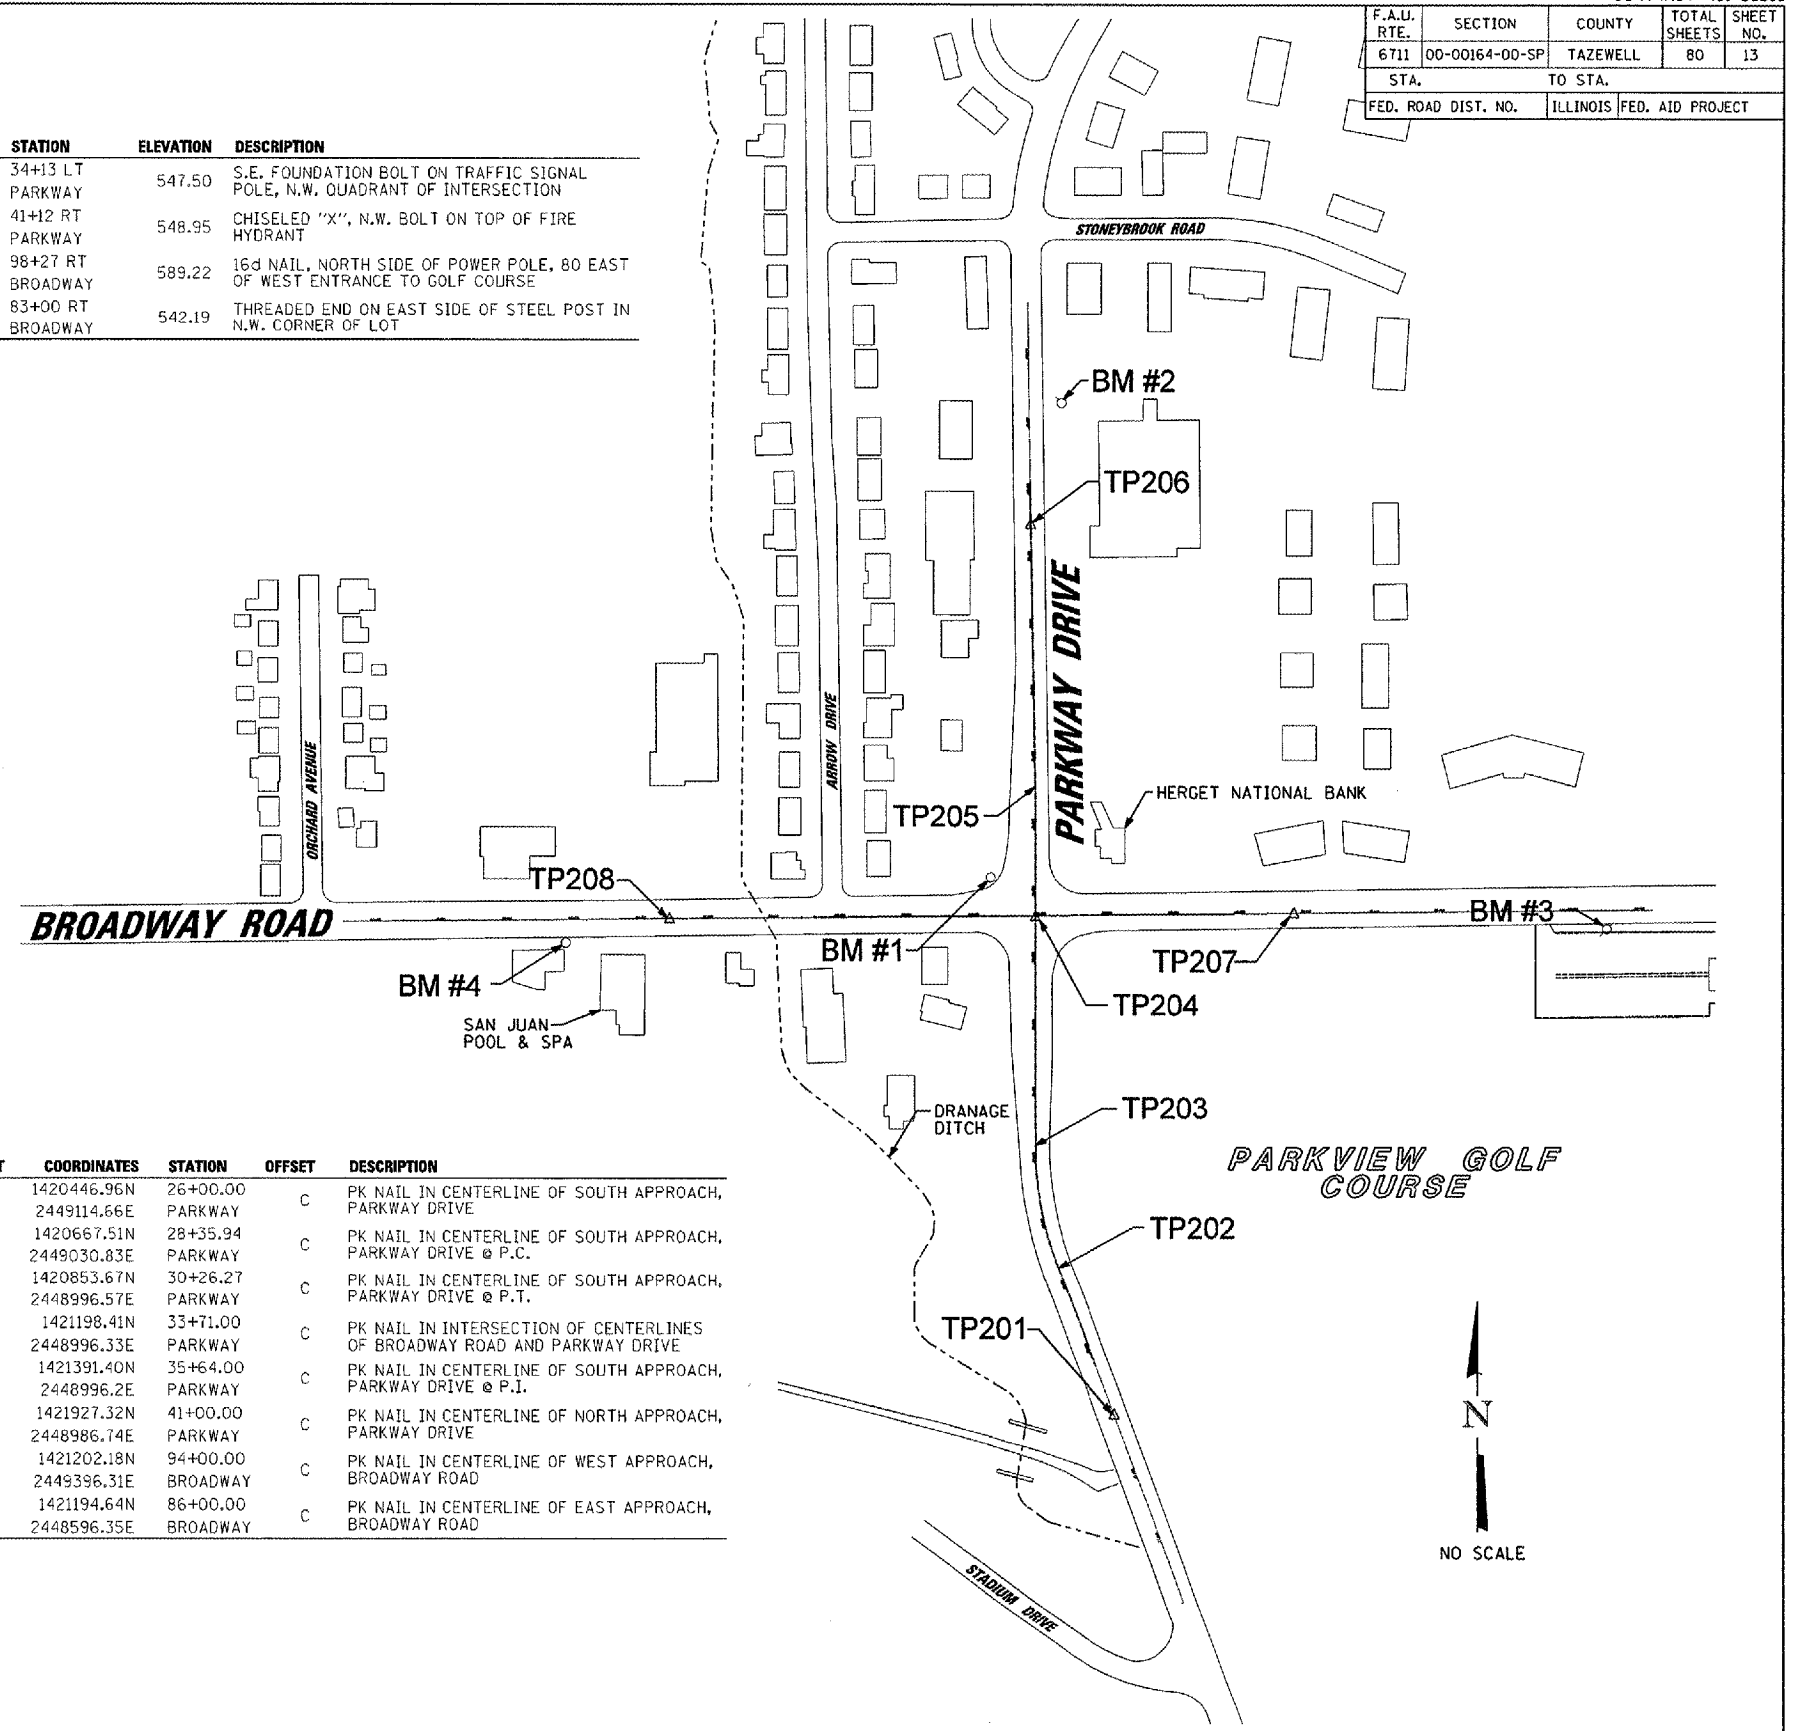 F.A.U. RTE. SECTION COUNTY TOTAL SHEETS SHEET NO.
6711 00-00164-00-SP TAZEWELL 80 13
STA. TO STA.
FED. ROAD DIST. NO. ILLINOIS FED. AID PROJECT
STATION ELEVATION DESCRIPTION
34+13 LT PARKWAY 547.50 S.E. FOUNDATION BOLT ON TRAFFIC SIGNAL
POLE, N.W. QUADRANT OF INTERSECTION
41+12 RT PARKWAY 548.95 CHISELED "X", N.W. BOLT ON TOP OF FIRE
HYDRANT
98+27 RT BROADWAY 589.22 16d NAIL, NORTH SIDE OF POWER POLE, 80 EAST
OF WEST ENTRANCE TO GOLF COURSE
83+00 RT BROADWAY 542.19 THREADED END ON EAST SIDE OF STEEL POST IN
N.W. CORNER OF LOT
STONEYBROOK ROAD
BM #2
TP206
PARKWAY DRIVE
ARROW DRIVE
ORCHARD AVENUE
HERGET NATIONAL BANK
TP205
TP208
BROADWAY ROAD
BM #3
BM #1
TP207
BM #4
TP204
SAN JUAN
POOL & SPA
TP203
DRANAGE
DITCH
PARKVIEW GOLF
COURSE
TP202
TP201
N
NO SCALE
STADIUM DRIVE
T COORDINATES STATION OFFSET DESCRIPTION
1420446.96N 26+00.00 C PK NAIL IN CENTERLINE OF SOUTH APPROACH,
2449114.66E PARKWAY PARKWAY DRIVE
1420667.51N 28+35.94 C PK NAIL IN CENTERLINE OF SOUTH APPROACH,
2449030.83E PARKWAY PARKWAY DRIVE @ P.C.
1420853.67N 30+26.27 C PK NAIL IN CENTERLINE OF SOUTH APPROACH,
2448996.57E PARKWAY PARKWAY DRIVE @ P.T.
1421198.41N 33+71.00 C PK NAIL IN INTERSECTION OF CENTERLINES
2448996.33E PARKWAY OF BROADWAY ROAD AND PARKWAY DRIVE
1421391.40N 35+64.00 C PK NAIL IN CENTERLINE OF SOUTH APPROACH,
2448996.2E PARKWAY PARKWAY DRIVE @ P.I.
1421927.32N 41+00.00 C PK NAIL IN CENTERLINE OF NORTH APPROACH,
2448986.74E PARKWAY PARKWAY DRIVE
1421202.18N 94+00.00 C PK NAIL IN CENTERLINE OF WEST APPROACH,
2449396.31E BROADWAY BROADWAY ROAD
1421194.64N 86+00.00 C PK NAIL IN CENTERLINE OF EAST APPROACH,
2448596.35E BROADWAY BROADWAY ROAD